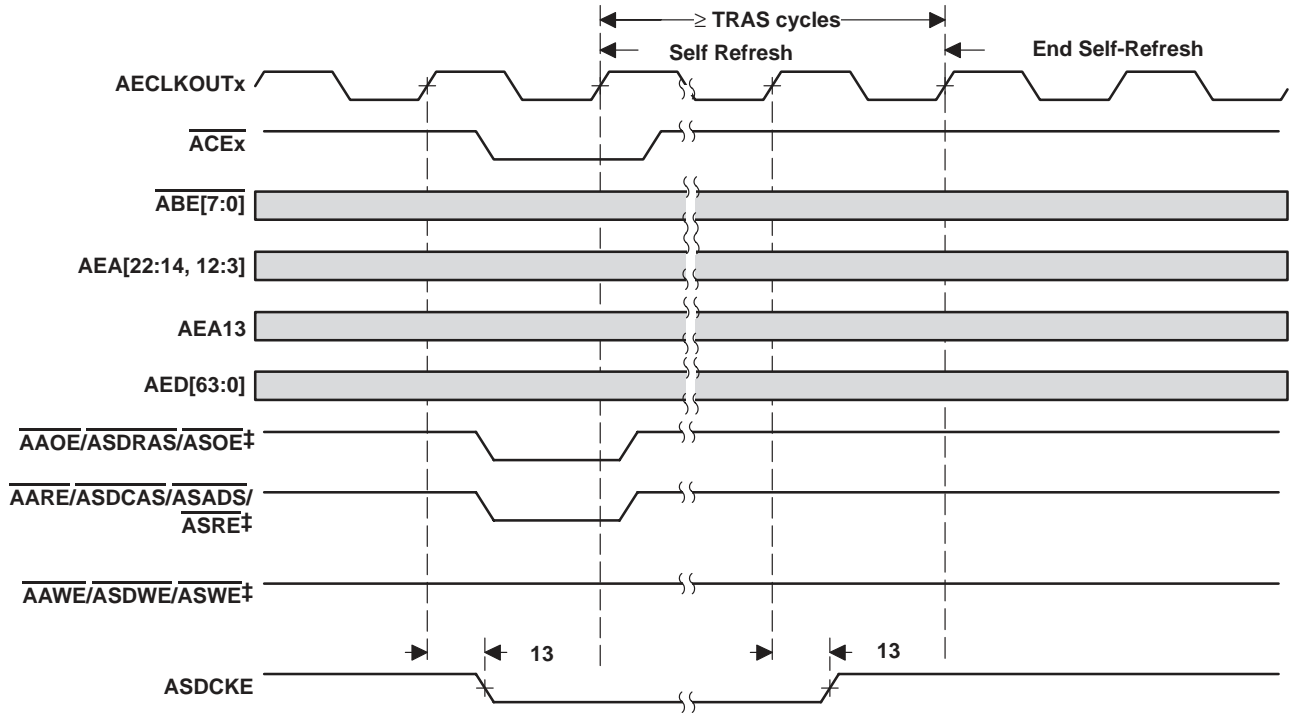 ≥ TRAS cycles
Self Refresh
End Self-Refresh
AECLKOUTx
ACEx
ABE[7:0]
AEA[22:14, 12:3]
AEA13
AED[63:0]
AAOE/ASDRAS/ASOE‡
AARE/ASDCAS/ASADS/
ASRE‡
AAWE/ASDWE/ASWE‡
13
13
ASDCKE